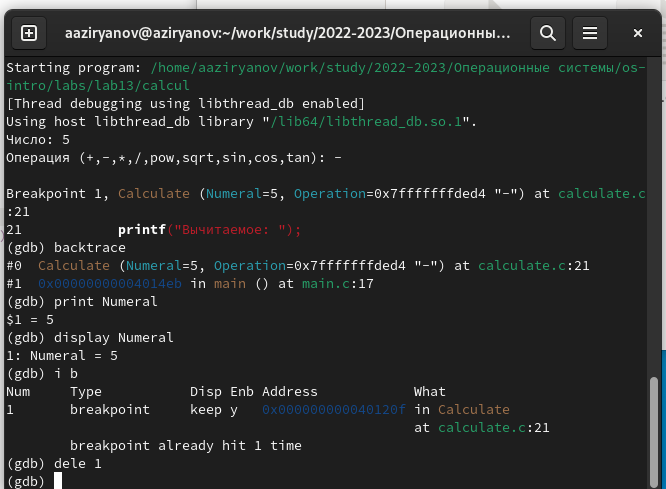 aaziryanov@aziryanov:~/work/study/2022-2023/Операционны...
Starting program: /home/aaziryanov/work/study/2022-2023/Операционные системы/os-
intro/labs/lab13/calcul
[Thread debugging using libthread_db enabled]
Using host libthread_db library "/lib64/libthread_db.so.1".
Число: 5
Операция (+,-,*,/,pow,sqrt,sin,cos,tan): -
Breakpoint 1, Calculate (Numeral=5, Operation=0x7fffffffded4 "-") at calculate.c
:21
21 printf("Вычитаемое: ");
(gdb) backtrace
#0 Calculate (Numeral=5, Operation=0x7fffffffded4 "-") at calculate.c:21
#1 0x00000000004014eb in main () at main.c:17
(gdb) print Numeral
$1 = 5
(gdb) display Numeral
1: Numeral = 5
(gdb) i b
Num Type Disp Enb Address What
1 breakpoint keep y 0x000000000040120f in Calculate
at calculate.c:21
breakpoint already hit 1 time
(gdb) dele 1
(gdb)